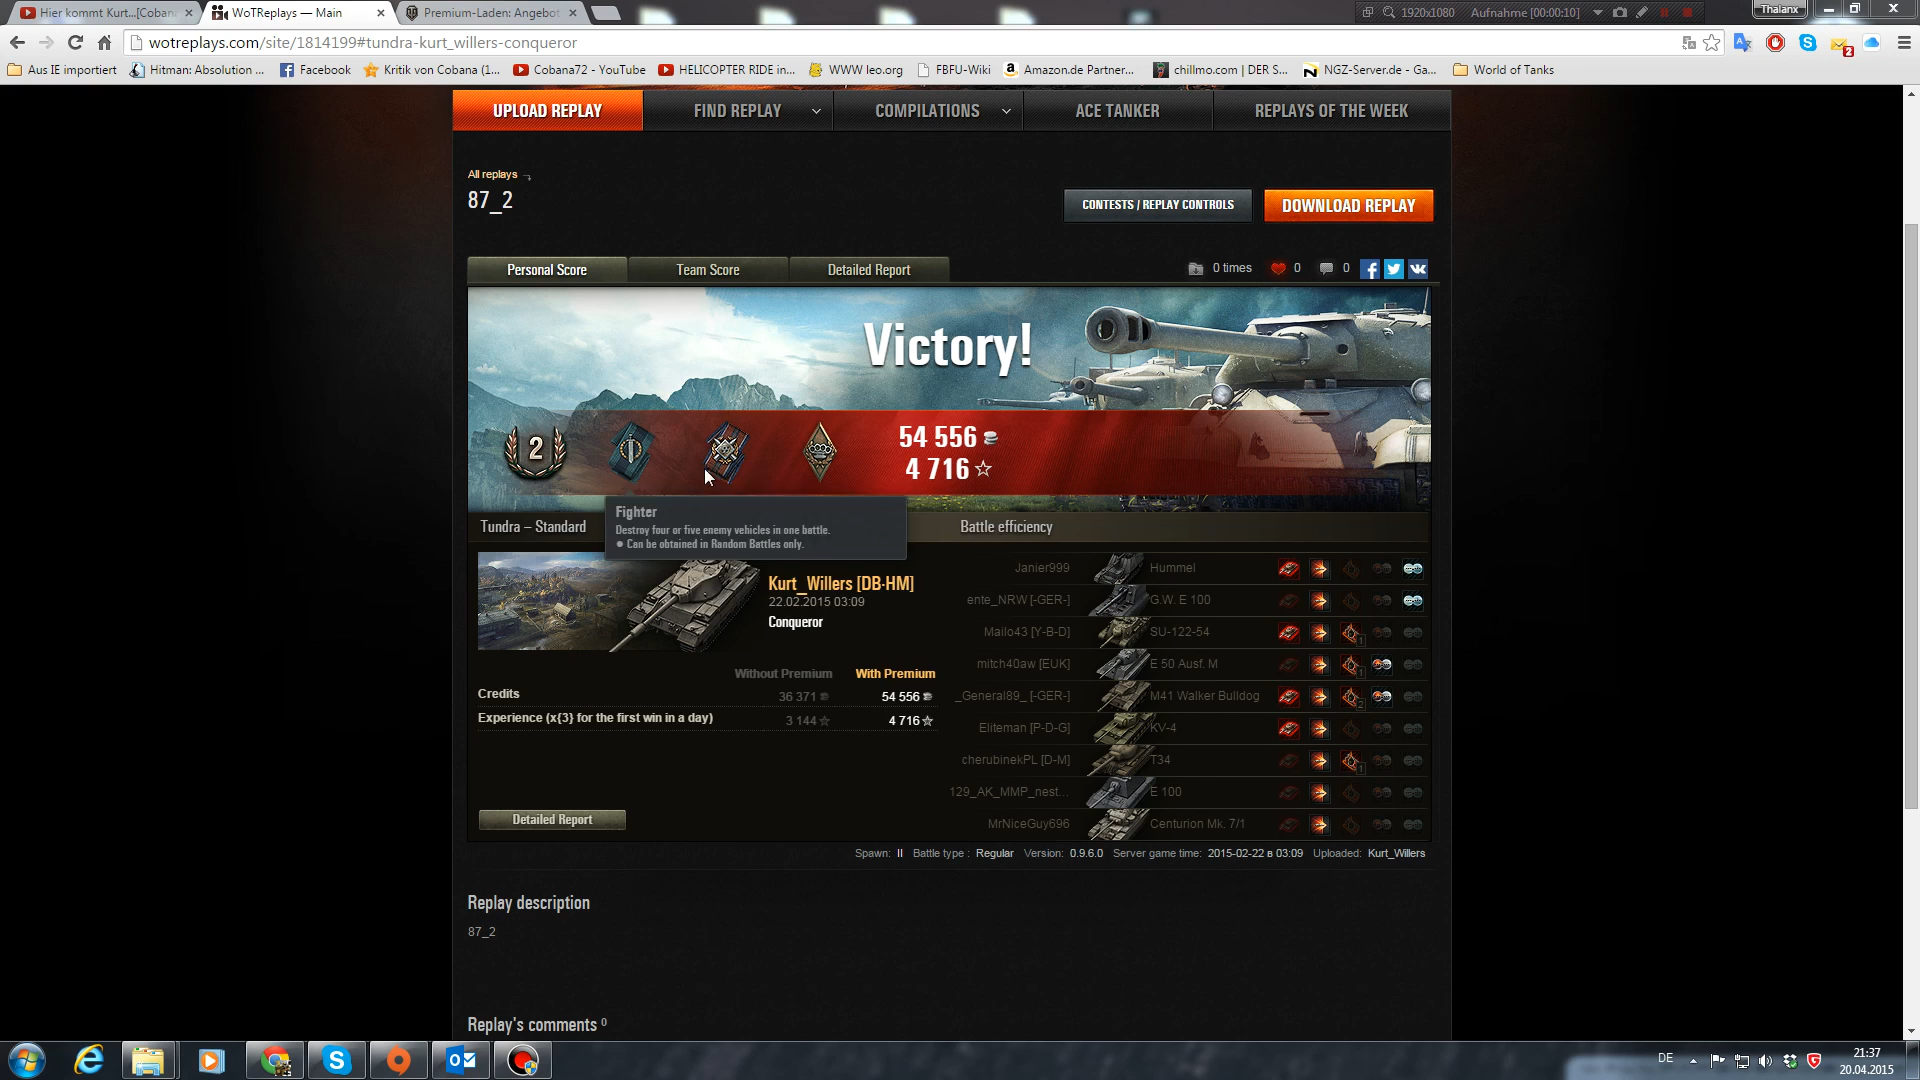 Hier kommt Kurt...[Cobana
WoTReplays — Main
Premium-Laden: Angebot
1920x1080
Aufnahme [00:00:10]
Thalanx
wotreplays.com/site/1814199#tundra-kurt_willers-conqueror
2
Aus IE importiert
Hitman: Absolution ...
Facebook
Kritik von Cobana (1...
Cobana72 - YouTube
HELICOPTER RIDE in...
WWW leo.org
FBFU-Wiki
Amazon.de Partner...
chillmo.com | DER S...
NGZ-Server.de - Ga...
World of Tanks
UPLOAD REPLAY
FIND REPLAY
COMPILATIONS
ACE TANKER
REPLAYS OF THE WEEK
All replays
87_2
CONTESTS / REPLAY CONTROLS
DOWNLOAD REPLAY
Personal Score
Team Score
Detailed Report
0 times
0
0
Victory!
2
54 556
4 716
Fighter
Destroy four or five enemy vehicles in one battle.
● Can be obtained in Random Battles only.
Tundra – Standard
Battle efficiency
Kurt_Willers [DB-HM]
22.02.2015 03:09
Conqueror
Without Premium With Premium
Credits 36 371 54 556
Experience (x{3} for the first win in a day) 3 144 4 716
Detailed Report
Janier999 Hummel
ente_NRW [-GER-] G.W. E 100
Mailo43 [Y-B-D] SU-122-54 1
mitch40aw [EUK] E 50 Ausf. M 1
_General89_ [-GER-] M41 Walker Bulldog 2
Eliteman [P-D-G] KV-4
cherubinekPL [D-M] T34 1
129_AK_MMP_nest... E 100
MrNiceGuy696 Centurion Mk. 7/1
Spawn: II Battle type : Regular Version: 0.9.6.0 Server game time: 2015-02-22 в 03:09 Uploaded: Kurt_Willers
Replay description
87_2
Replay's comments 0
DE
21:37
20.04.2015